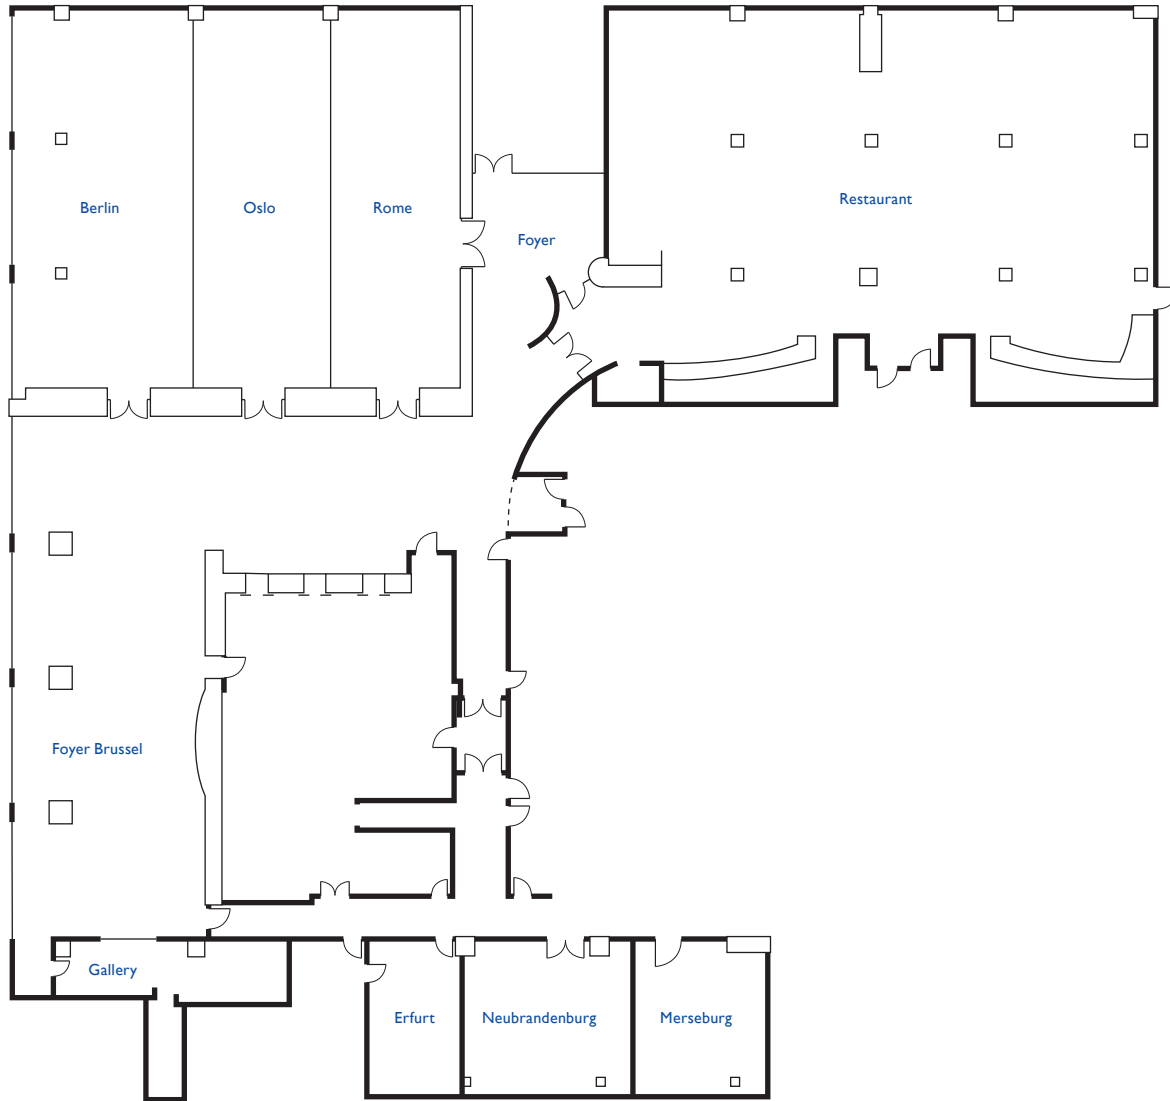 Berlin
Oslo
Rome
Restaurant
Foyer
Foyer Brussel
Gallery
Erfurt
Neubrandenburg
Merseburg